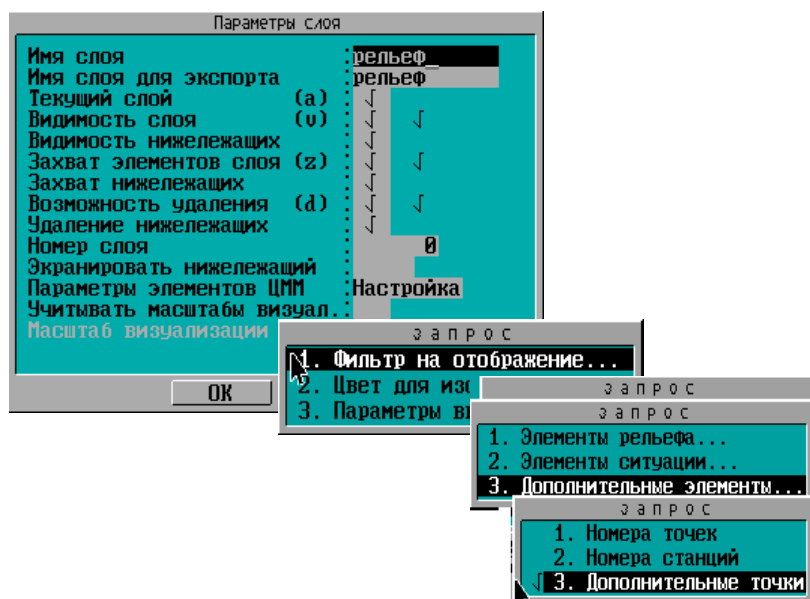 Параметры слоя
Имя слоя :рельеф_
Имя слоя для экспорта :рельеф
Текущий слой (a) : √
Видимость слоя (v) : √ √
Видимость нижележащих : √
Захват элементов слоя (z) : √ √
Захват нижележащих : √
Возможность удаления (d) : √ √
Удаление нижележащих : √
Номер слоя : 0
Экранировать нижележащий :
Параметры элементов ЦММ :Настройка
Учитывать масштабы визуал.:
Масштаб визуализации
OK
запрос
1. Фильтр на отображение...
2. Цвет для
3. Параметры
запрос
запрос
1. Элементы рельефа...
2. Элементы ситуации...
3. Дополнительные элементы...
запрос
1. Номера точек
2. Номера станций
√ 3. Дополнительные точки